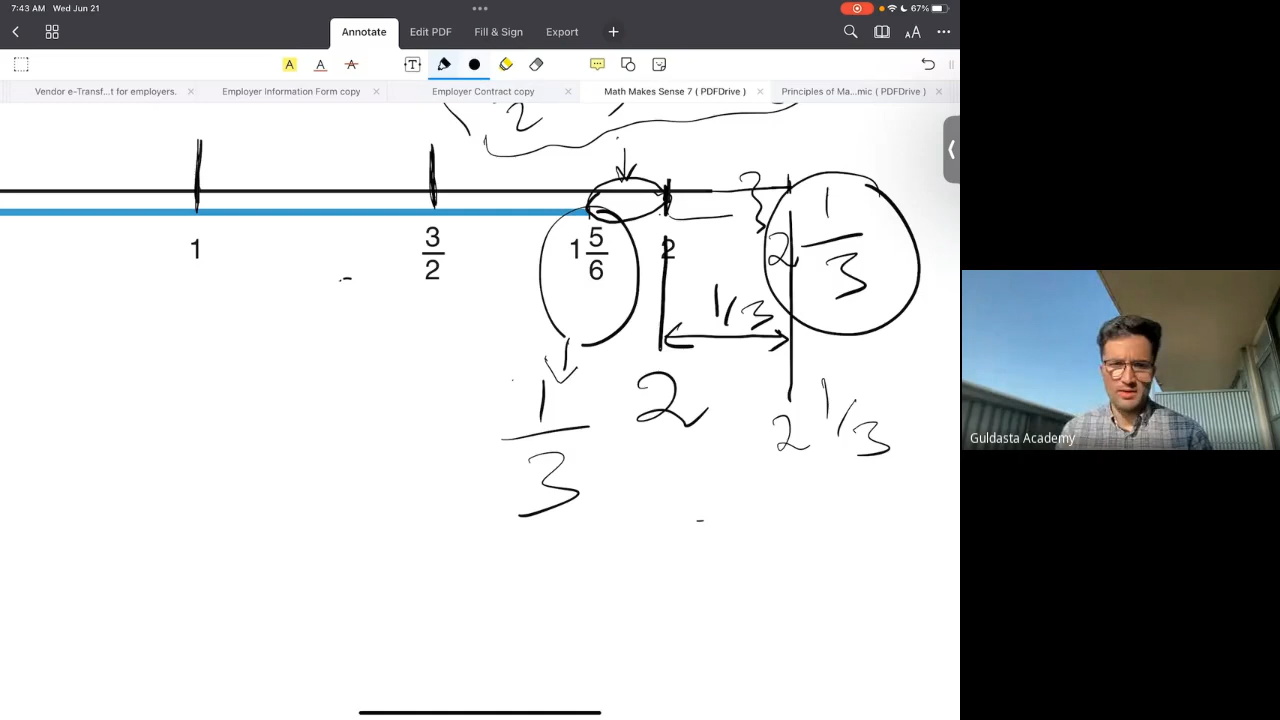 7:43 AM Wed Jun 21
67%
Annotate Edit PDF Fill & Sign Export
A A A T AA
Vendor e-Transf...t for employers. Employer Information Form copy Employer Contract copy Math Makes Sense 7 ( PDFDrive ) Principles of Ma...mic ( PDFDrive )
2
1 3/2 1 5/6 2 2 1/3
1/3
1/3 2 2 1/3
Guldasta Academy